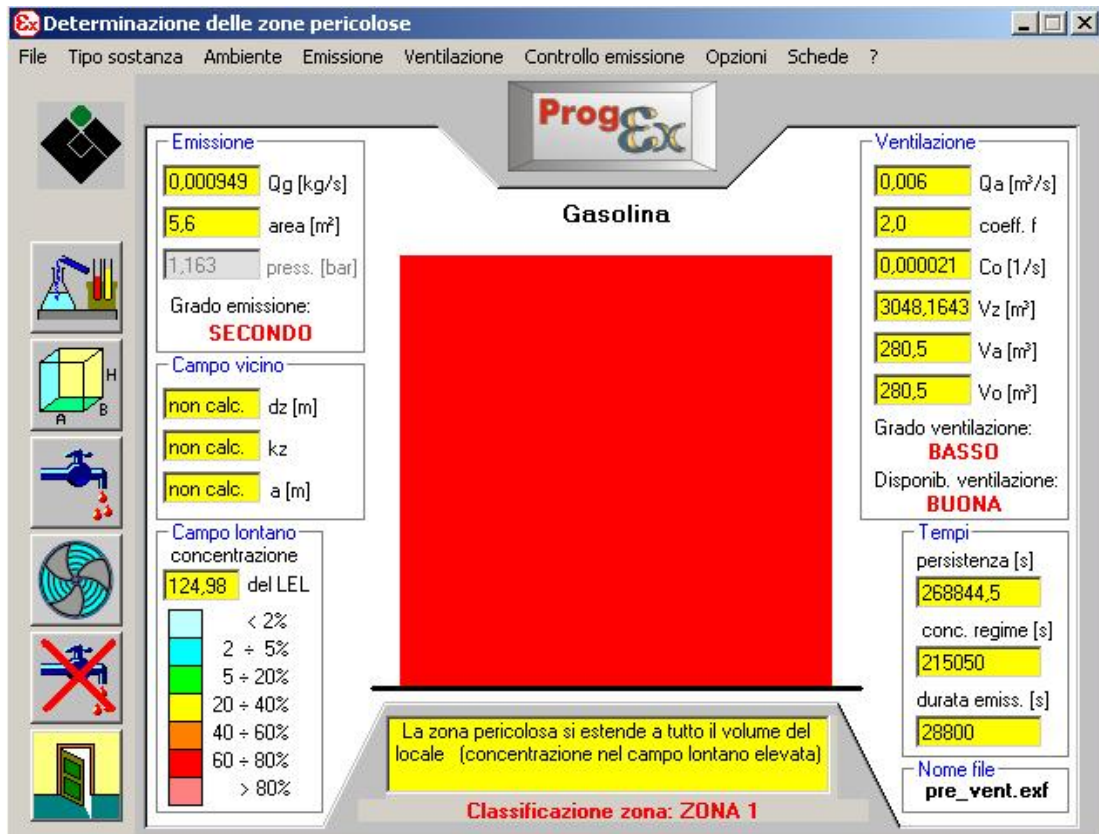 Determinazione delle zone pericolose
File Tipo sostanza Ambiente Emissione Ventilazione Controllo emissione Opzioni Schede ?
ProgEx
Gasolina
Emissione
0,000949 Qg [kg/s]
5,6 area [m²]
1,163 press. [bar]
Grado emissione:
SECONDO
Campo vicino
non calc. dz [m]
non calc. kz
non calc. a [m]
Campo lontano
concentrazione
124,98 del LEL
< 2%
2 ÷ 5%
5 ÷ 20%
20 ÷ 40%
40 ÷ 60%
60 ÷ 80%
> 80%
H
A
B
La zona pericolosa si estende a tutto il volume del
locale (concentrazione nel campo lontano elevata)
Classificazione zona: ZONA 1
Ventilazione
0,006 Qa [m³/s]
2,0 coeff. f
0,000021 Co [1/s]
3048,1643 Vz [m³]
280,5 Va [m³]
280,5 Vo [m³]
Grado ventilazione:
BASSO
Disponib. ventilazione:
BUONA
Tempi
persistenza [s]
268844,5
conc. regime [s]
215050
durata emiss. [s]
28800
Nome file
pre_vent.exf